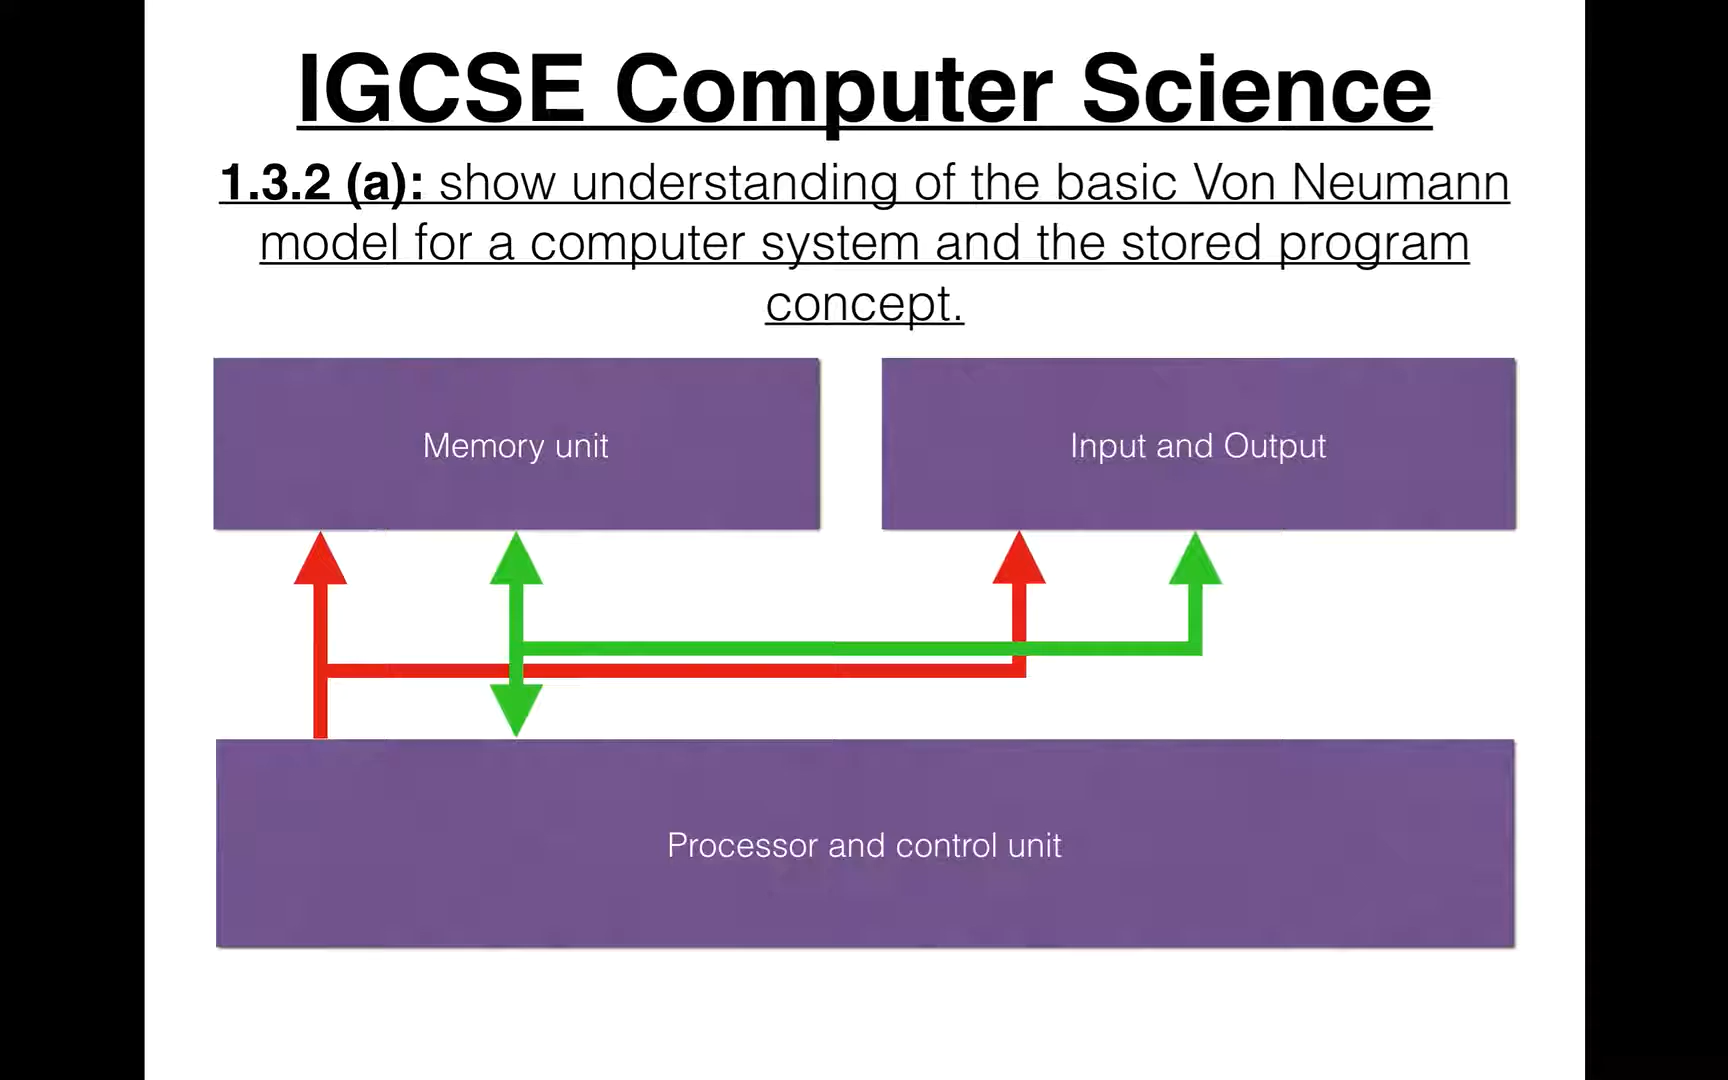 IGCSE Computer Science
1.3.2 (a): show understanding of the basic Von Neumann
model for a computer system and the stored program
concept.
Memory unit
Input and Output
Processor and control unit